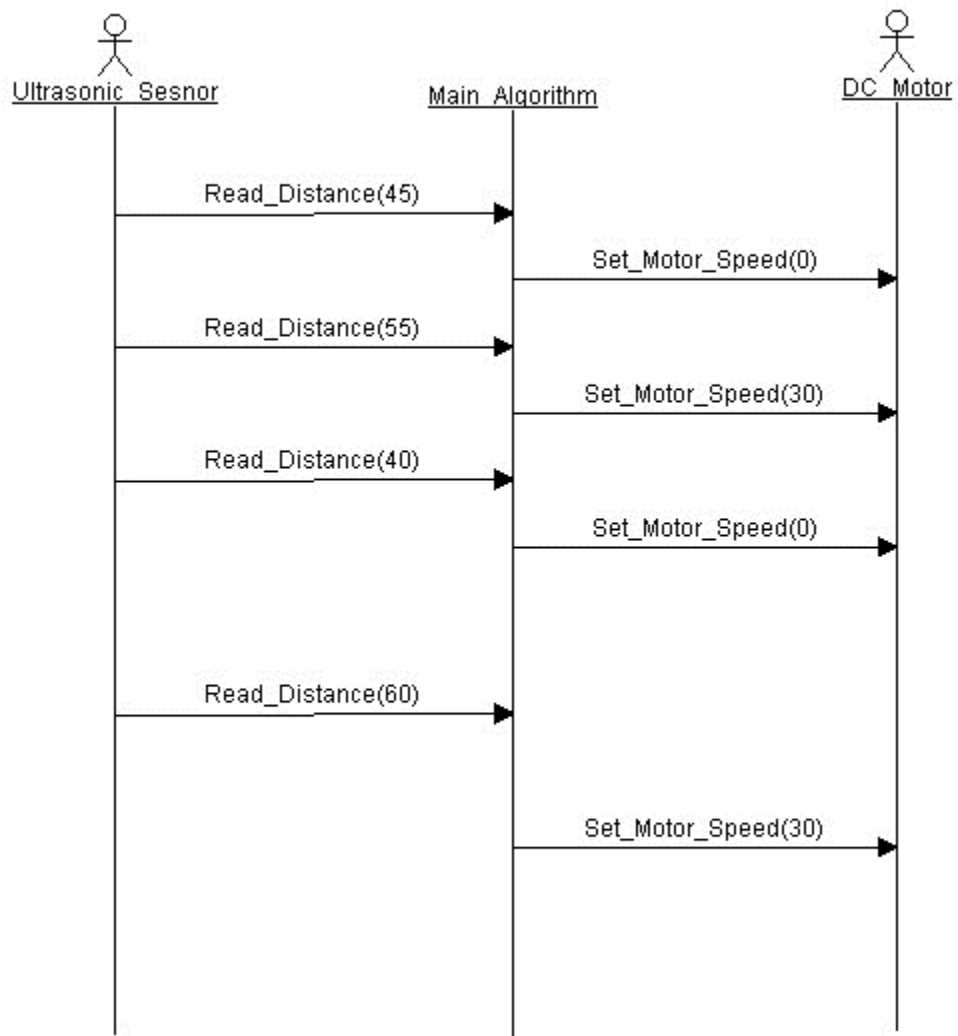 Ultrasonic_Sesnor
Main_Algorithm
DC_Motor
Read_Distance(45)
Set_Motor_Speed(0)
Read_Distance(55)
Set_Motor_Speed(30)
Read_Distance(40)
Set_Motor_Speed(0)
Read_Distance(60)
Set_Motor_Speed(30)